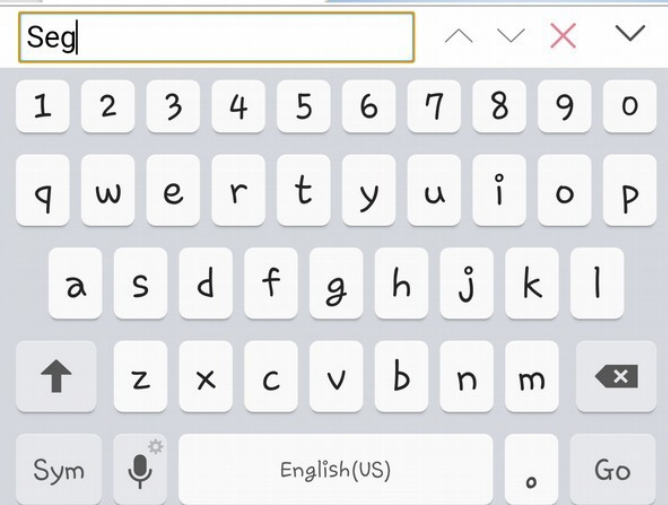 Seg
1 2 3 4 5 6 7 8 9 0
q w e r t y u i o p
a s d f g h j k l
z x c v b n m
Sym English(US) . Go